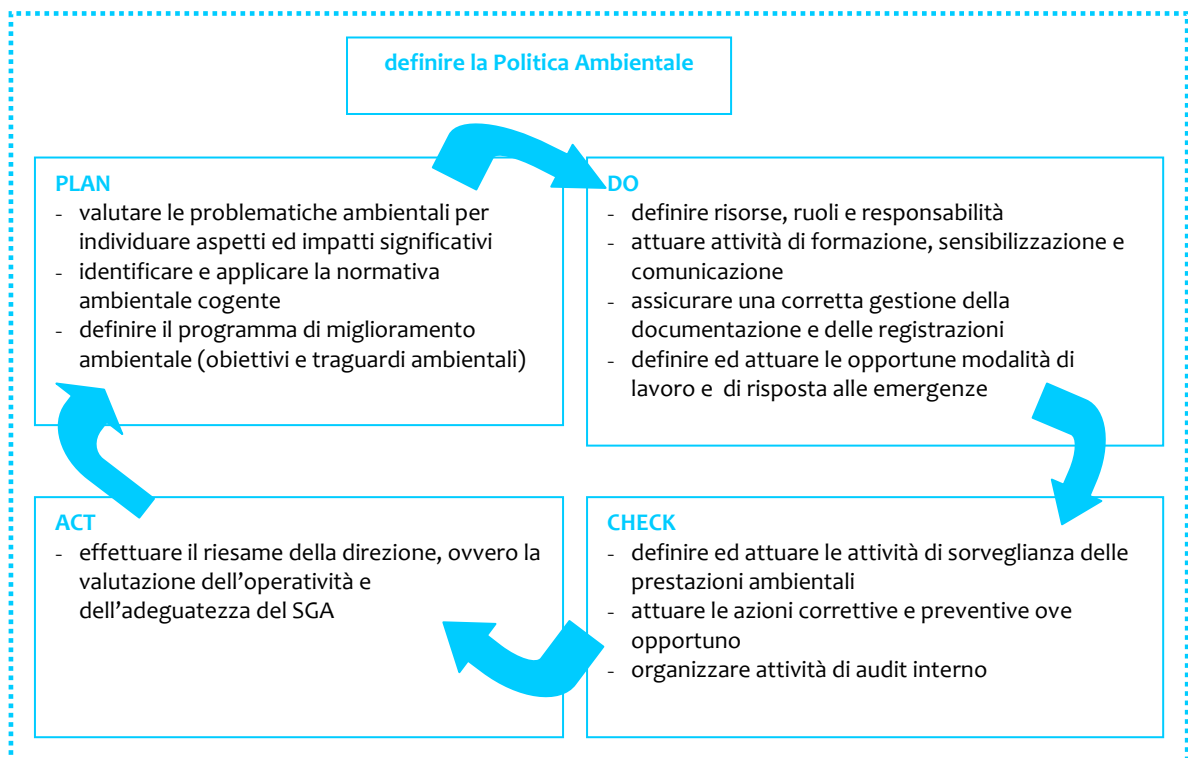 definire la Politica Ambientale
PLAN
- valutare le problematiche ambientali per
individuare aspetti ed impatti significativi
- identificare e applicare la normativa
ambientale cogente
- definire il programma di miglioramento
ambientale (obiettivi e traguardi ambientali)
DO
- definire risorse, ruoli e responsabilità
- attuare attività di formazione, sensibilizzazione e
comunicazione
- assicurare una corretta gestione della
documentazione e delle registrazioni
- definire ed attuare le opportune modalità di
lavoro e di risposta alle emergenze
ACT
- effettuare il riesame della direzione, ovvero la
valutazione dell'operatività e
dell'adeguatezza del SGA
CHECK
- definire ed attuare le attività di sorveglianza delle
prestazioni ambientali
- attuare le azioni correttive e preventive ove
opportuno
- organizzare attività di audit interno